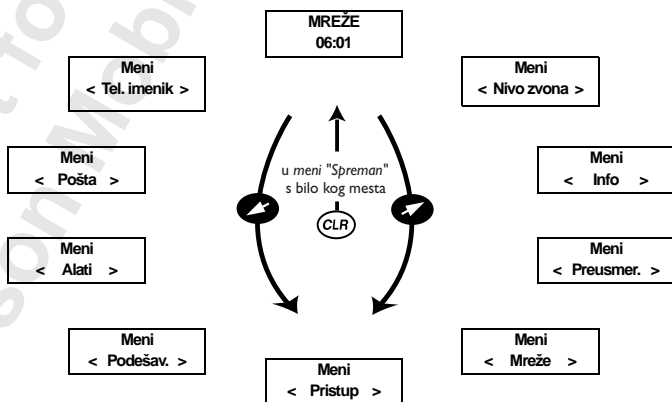 MREŽE
06:01
Meni
< Tel. imenik >
Meni
< Nivo zvona >
u meni "Spreman"
s bilo kog mesta
CLR
Meni
< Pošta >
Meni
< Info >
Meni
< Alati >
Meni
< Preusmer. >
Meni
< Podešav. >
Meni
< Mreže >
Meni
< Pristup >